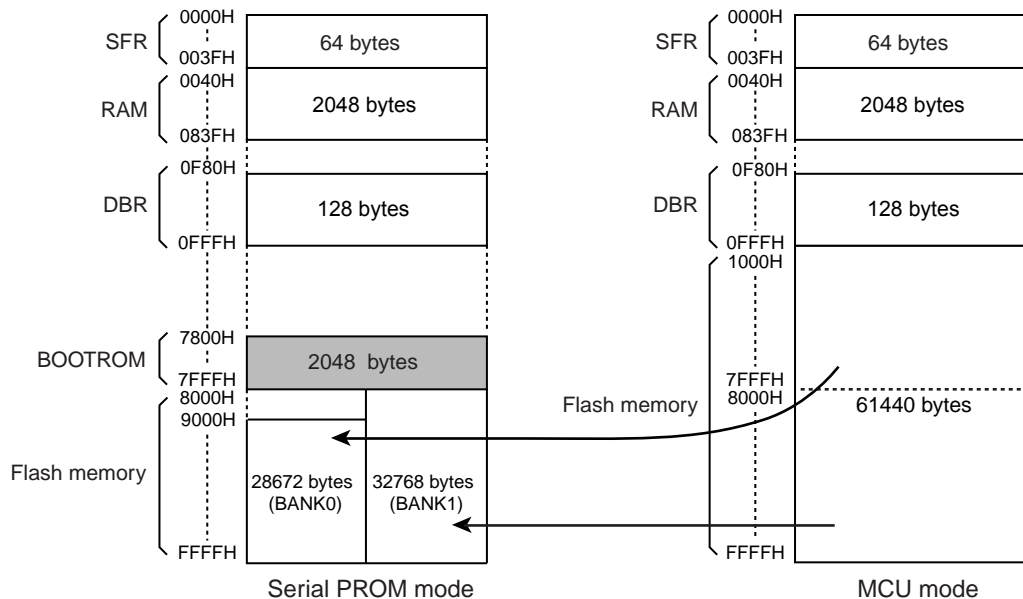 SFR
0000H
003FH
64 bytes
RAM
0040H
083FH
2048 bytes
DBR
0F80H
0FFFH
128 bytes
BOOTROM
7800H
7FFFH
2048 bytes
Flash memory
8000H
9000H
FFFFH
28672 bytes
(BANK0)
32768 bytes
(BANK1)
Serial PROM mode
SFR
0000H
003FH
64 bytes
RAM
0040H
083FH
2048 bytes
DBR
0F80H
0FFFH
128 bytes
Flash memory
1000H
7FFFH
8000H
FFFFH
61440 bytes
MCU mode